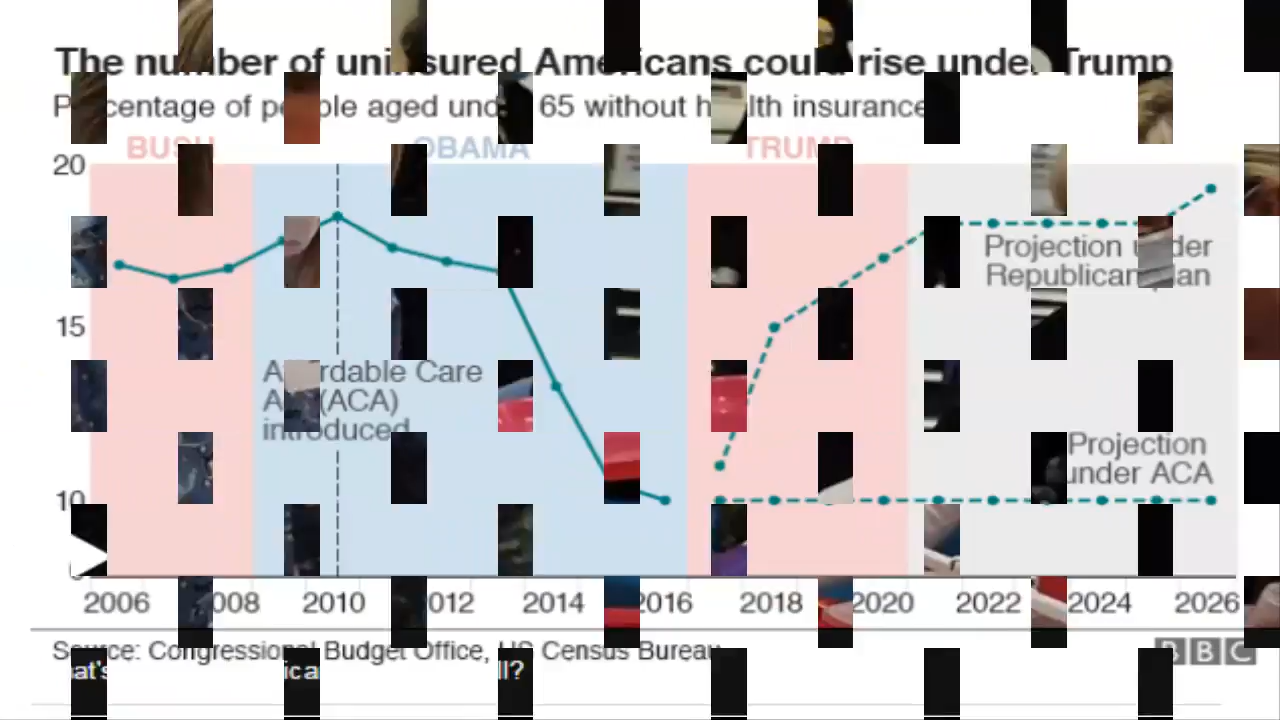 The number of uninsured Americans could rise under Trump
Percentage of people aged under 65 without health insurance
BUSH OBAMA TRUMP
20
15
10
Projection under
Republican plan
Affordable Care
Act (ACA)
introduced
Projection
under ACA
2006 2008 2010 2012 2014 2016 2018 2020 2022 2024 2026
Source: Congressional Budget Office, US Census Bureau
BBC